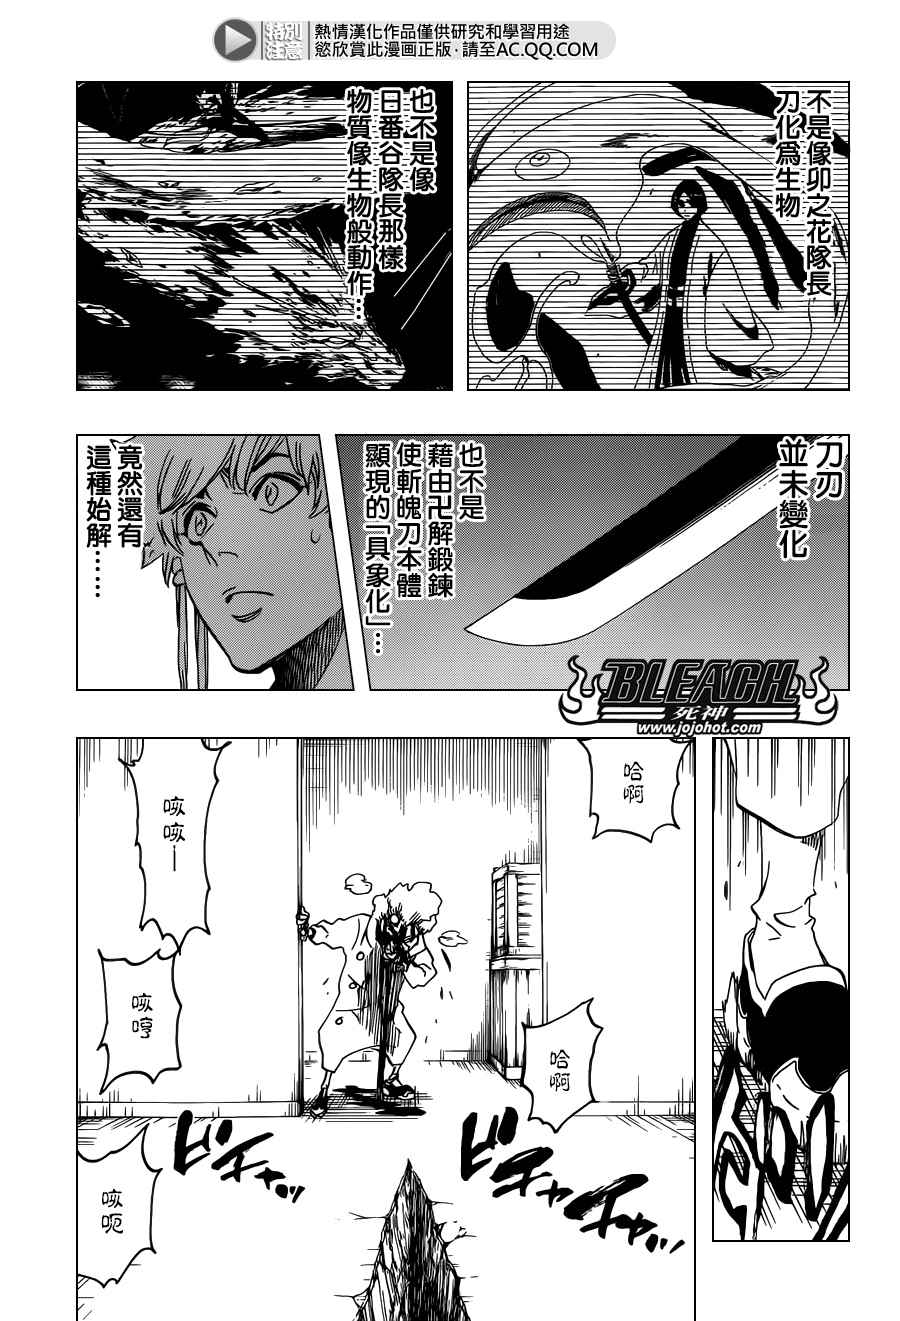 特別
注意
熱情漢化作品僅供研究和學習用途
慾欣賞此漫画正版·請至AC.QQ.COM
不是像卯之花隊長
刀化爲生物
也不是像
日番谷隊長那樣
物質像生物般動作…
刀刃
並未變化
也不是
藉由卍解鍛鍊
使斬魄刀本體
顯現的「具象化」…
竟然還有
這種始解……
BLEACH
死神
www.jojohot.com
哈
啊
咳
咳
—
咳
哼
哈
啊
咳
呃
ビチャッ
ビチャチャッ